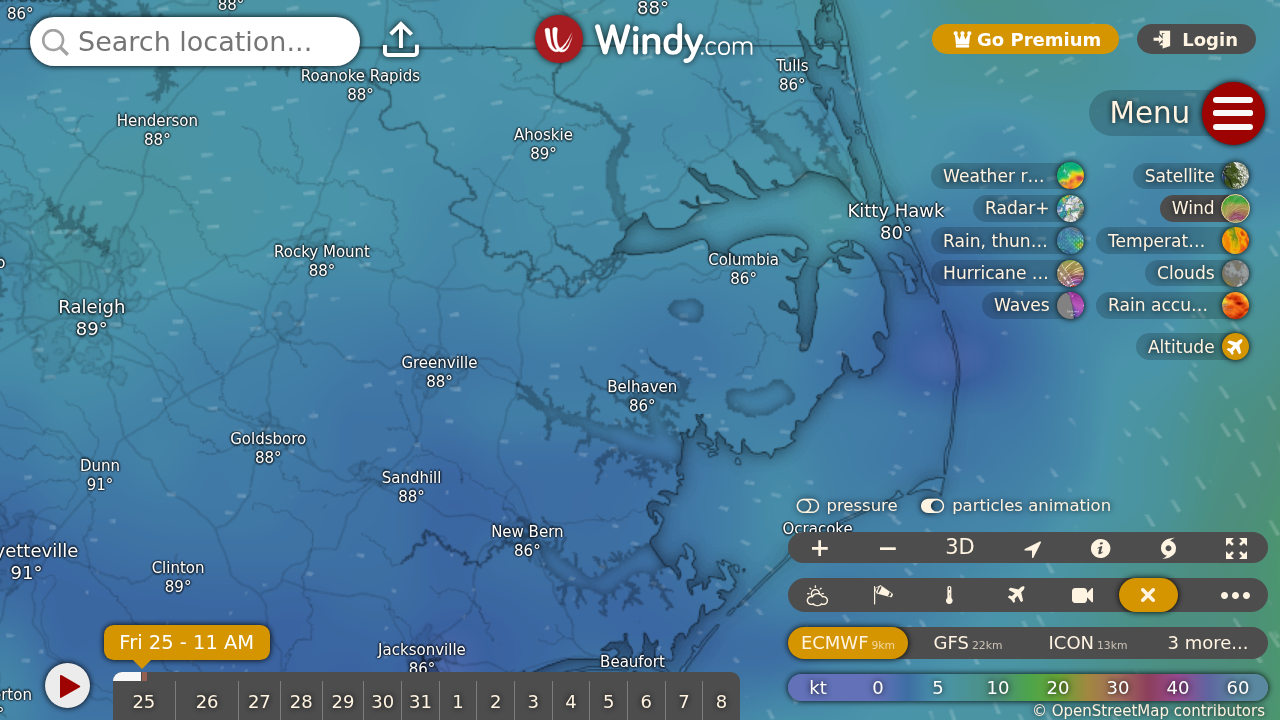 86°
88°
88°
Search location...
Windy.com
Go Premium
Login
Roanoke Rapids
88°
Tulls
86°
Menu
Henderson
88°
Ahoskie
89°
Weather r...
Satellite
Radar+
Wind
Kitty Hawk
80°
Rain, thun...
Temperat...
Rocky Mount
88°
Columbia
86°
Hurricane ...
Clouds
Waves
Rain accu...
Raleigh
89°
Altitude
Greenville
88°
Belhaven
86°
Goldsboro
88°
Dunn
91°
Sandhill
88°
pressure
particles animation
Ocracoke
New Bern
86°
3D
yetteville
91°
Clinton
89°
Fri 25 - 11 AM
Jacksonville
86°
Beaufort
ECMWF 9km
GFS 22km
ICON 13km
3 more...
rton
25 26 27 28 29 30 31 1 2 3 4 5 6 7 8
kt 0 5 10 20 30 40 60
© OpenStreetMap contributors